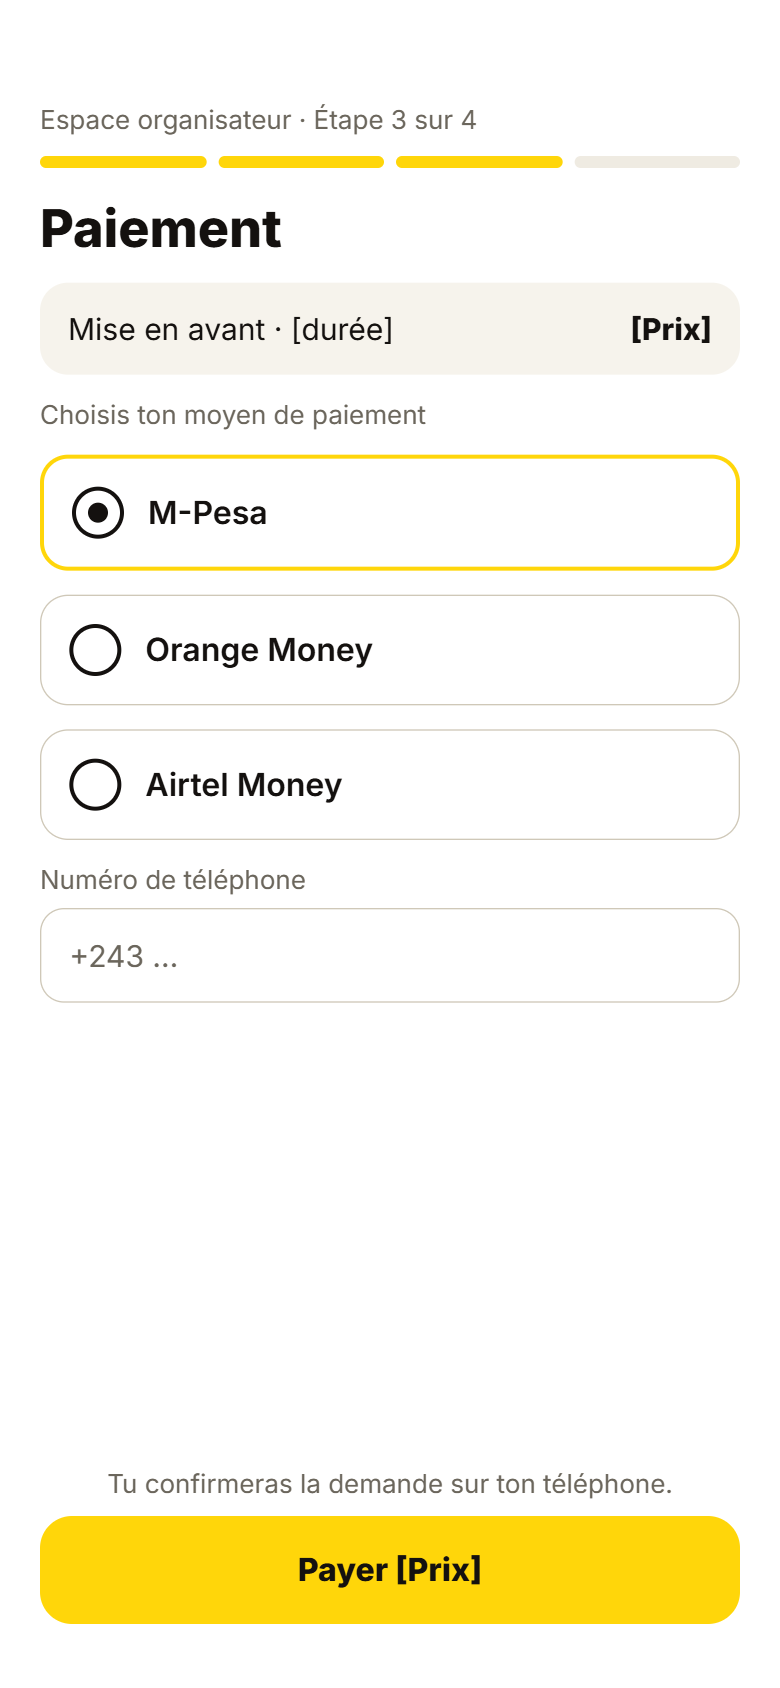 Espace organisateur · Étape 3 sur 4
Paiement
Mise en avant · [durée] [Prix]
Choisis ton moyen de paiement
M-Pesa
Orange Money
Airtel Money
Numéro de téléphone
+243 ...
Tu confirmeras la demande sur ton téléphone.
Payer [Prix]